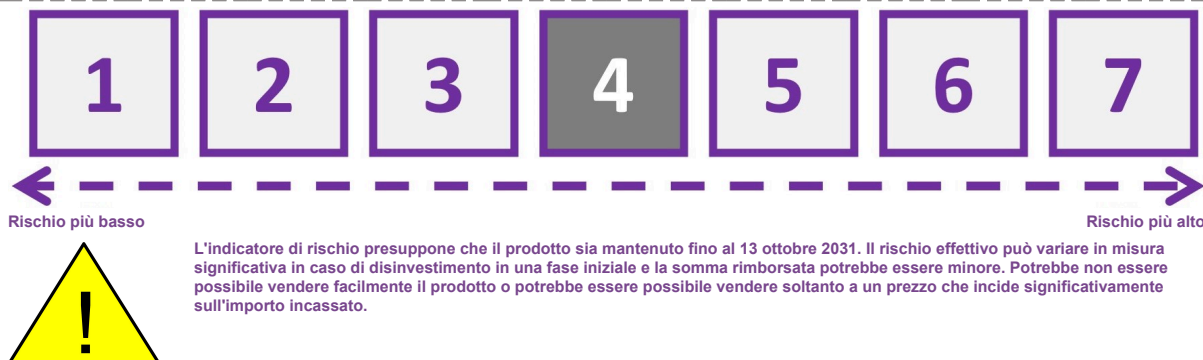 1 2 3 4 5 6 7
Rischio più basso Rischio più alto
L'indicatore di rischio presuppone che il prodotto sia mantenuto fino al 13 ottobre 2031. Il rischio effettivo può variare in misura
significativa in caso di disinvestimento in una fase iniziale e la somma rimborsata potrebbe essere minore. Potrebbe non essere
possibile vendere facilmente il prodotto o potrebbe essere possibile vendere soltanto a un prezzo che incide significativamente
sull'importo incassato.
!